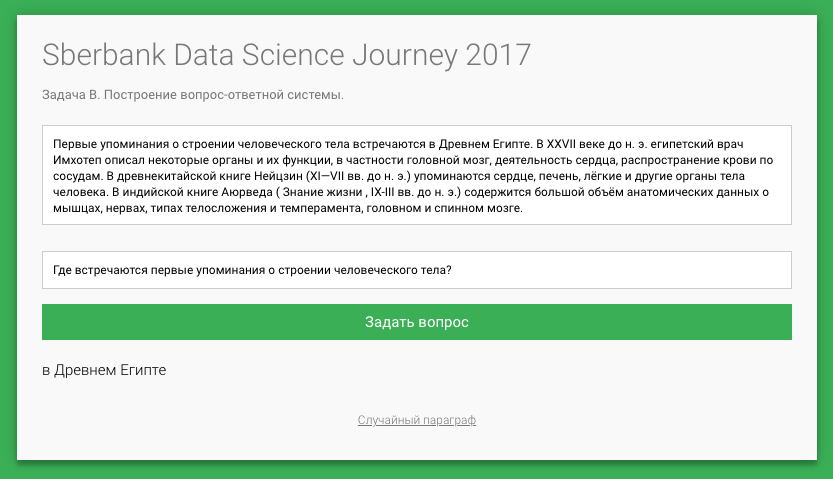 Sberbank Data Science Journey 2017
Задача B. Построение вопрос-ответной системы.
Первые упоминания о строении человеческого тела встречаются в Древнем Египте. В XXVII веке до н. э. египетский врач
Имхотеп описал некоторые органы и их функции, в частности головной мозг, деятельность сердца, распространение крови по
сосудам. В древнекитайской книге Нейцзин (XI—VII вв. до н. э.) упоминаются сердце, печень, лёгкие и другие органы тела
человека. В индийской книге Аюрведа ( Знание жизни , IX-III вв. до н. э.) содержится большой объём анатомических данных о
мышцах, нервах, типах телосложения и темперамента, головном и спинном мозге.
Где встречаются первые упоминания о строении человеческого тела?
Задать вопрос
в Древнем Египте
Случайный параграф